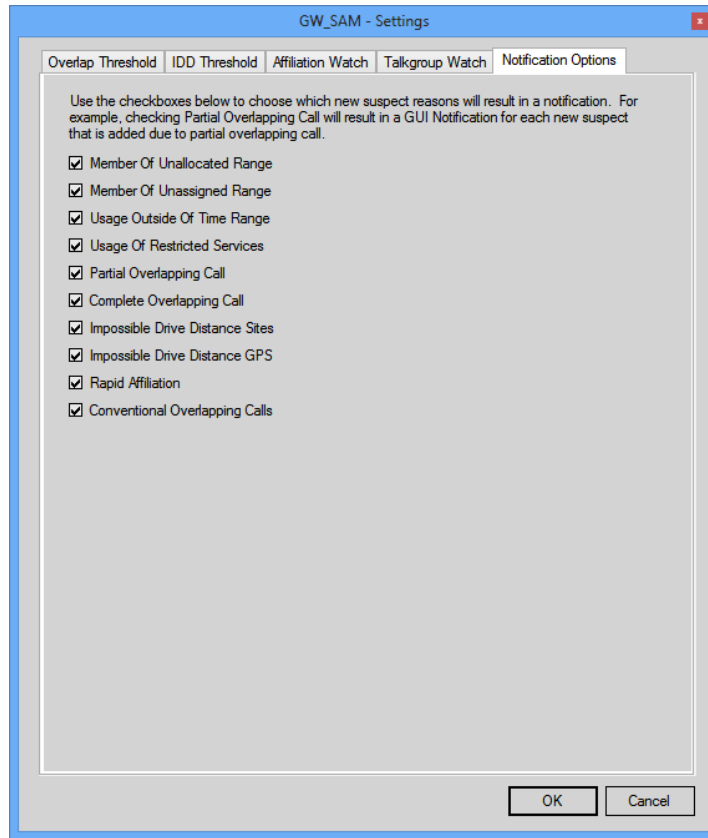 GW_SAM - Settings
x
Overlap Threshold IDD Threshold Affiliation Watch Talkgroup Watch Notification Options
Use the checkboxes below to choose which new suspect reasons will result in a notification. For
example, checking Partial Overlapping Call will result in a GUI Notification for each new suspect
that is added due to partial overlapping call.
Member Of Unallocated Range
Member Of Unassigned Range
Usage Outside Of Time Range
Usage Of Restricted Services
Partial Overlapping Call
Complete Overlapping Call
Impossible Drive Distance Sites
Impossible Drive Distance GPS
Rapid Affiliation
Conventional Overlapping Calls
OK Cancel